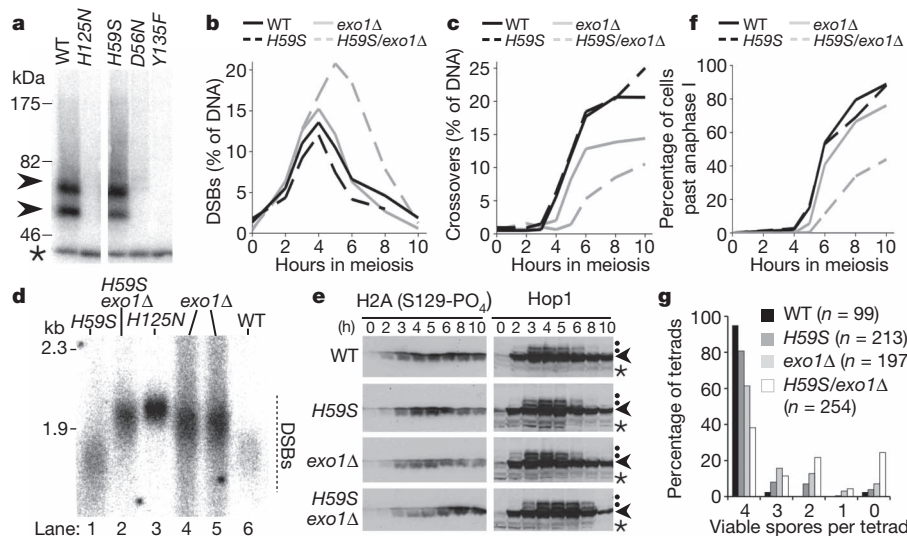 a
WT
H125N
H59S
D56N
Y135F
kDa
175
82
46
*
b
WT
exo1Δ
H59S
H59S/exo1Δ
DSBs (% of DNA)
20
15
10
5
0
0 2 4 6 8 10
Hours in meiosis
c
WT
exo1Δ
H59S
H59S/exo1Δ
Crossovers (% of DNA)
25
20
15
10
5
0
0 2 4 6 8 10
Hours in meiosis
f
WT
exo1Δ
H59S
H59S/exo1Δ
Percentage of cells
past anaphase I
100
80
60
40
20
0
0 2 4 6 8 10
Hours in meiosis
d
H59S
H59S
exo1Δ
H125N
exo1Δ
WT
kb
2.3
1.9
DSBs
Lane: 1 2 3 4 5 6
e
H2A (S129-PO4)
Hop1
(h) 0 2 3 4 5 6 8 10 0 2 3 4 5 6 8 10
WT
*
H59S
*
exo1Δ
*
H59S
exo1Δ
*
g
WT (n = 99)
H59S (n = 213)
exo1Δ (n = 197)
H59S/exo1Δ
(n = 254)
Percentage of tetrads
100
80
60
40
20
0
4 3 2 1 0
Viable spores per tetrad